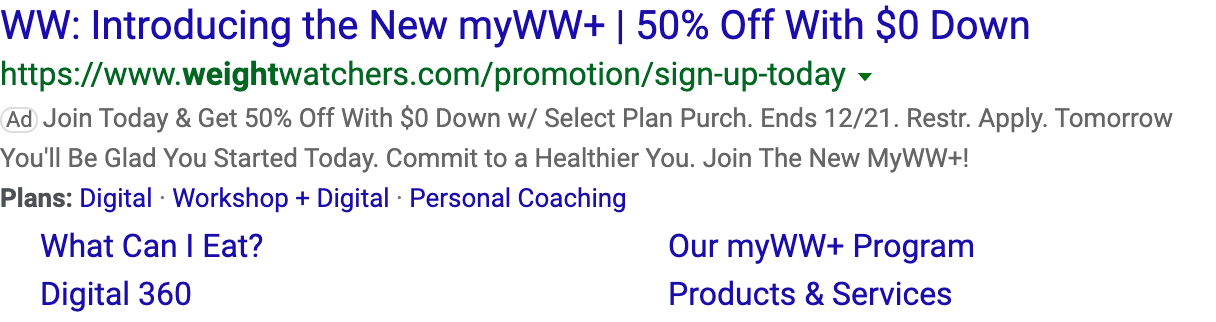 WW: Introducing the New myWW+ | 50% Off With $0 Down
https://www.weightwatchers.com/promotion/sign-up-today
Ad Join Today & Get 50% Off With $0 Down w/ Select Plan Purch. Ends 12/21. Restr. Apply. Tomorrow
You'll Be Glad You Started Today. Commit to a Healthier You. Join The New MyWW+!
Plans: Digital · Workshop + Digital · Personal Coaching
What Can I Eat? Our myWW+ Program
Digital 360 Products & Services